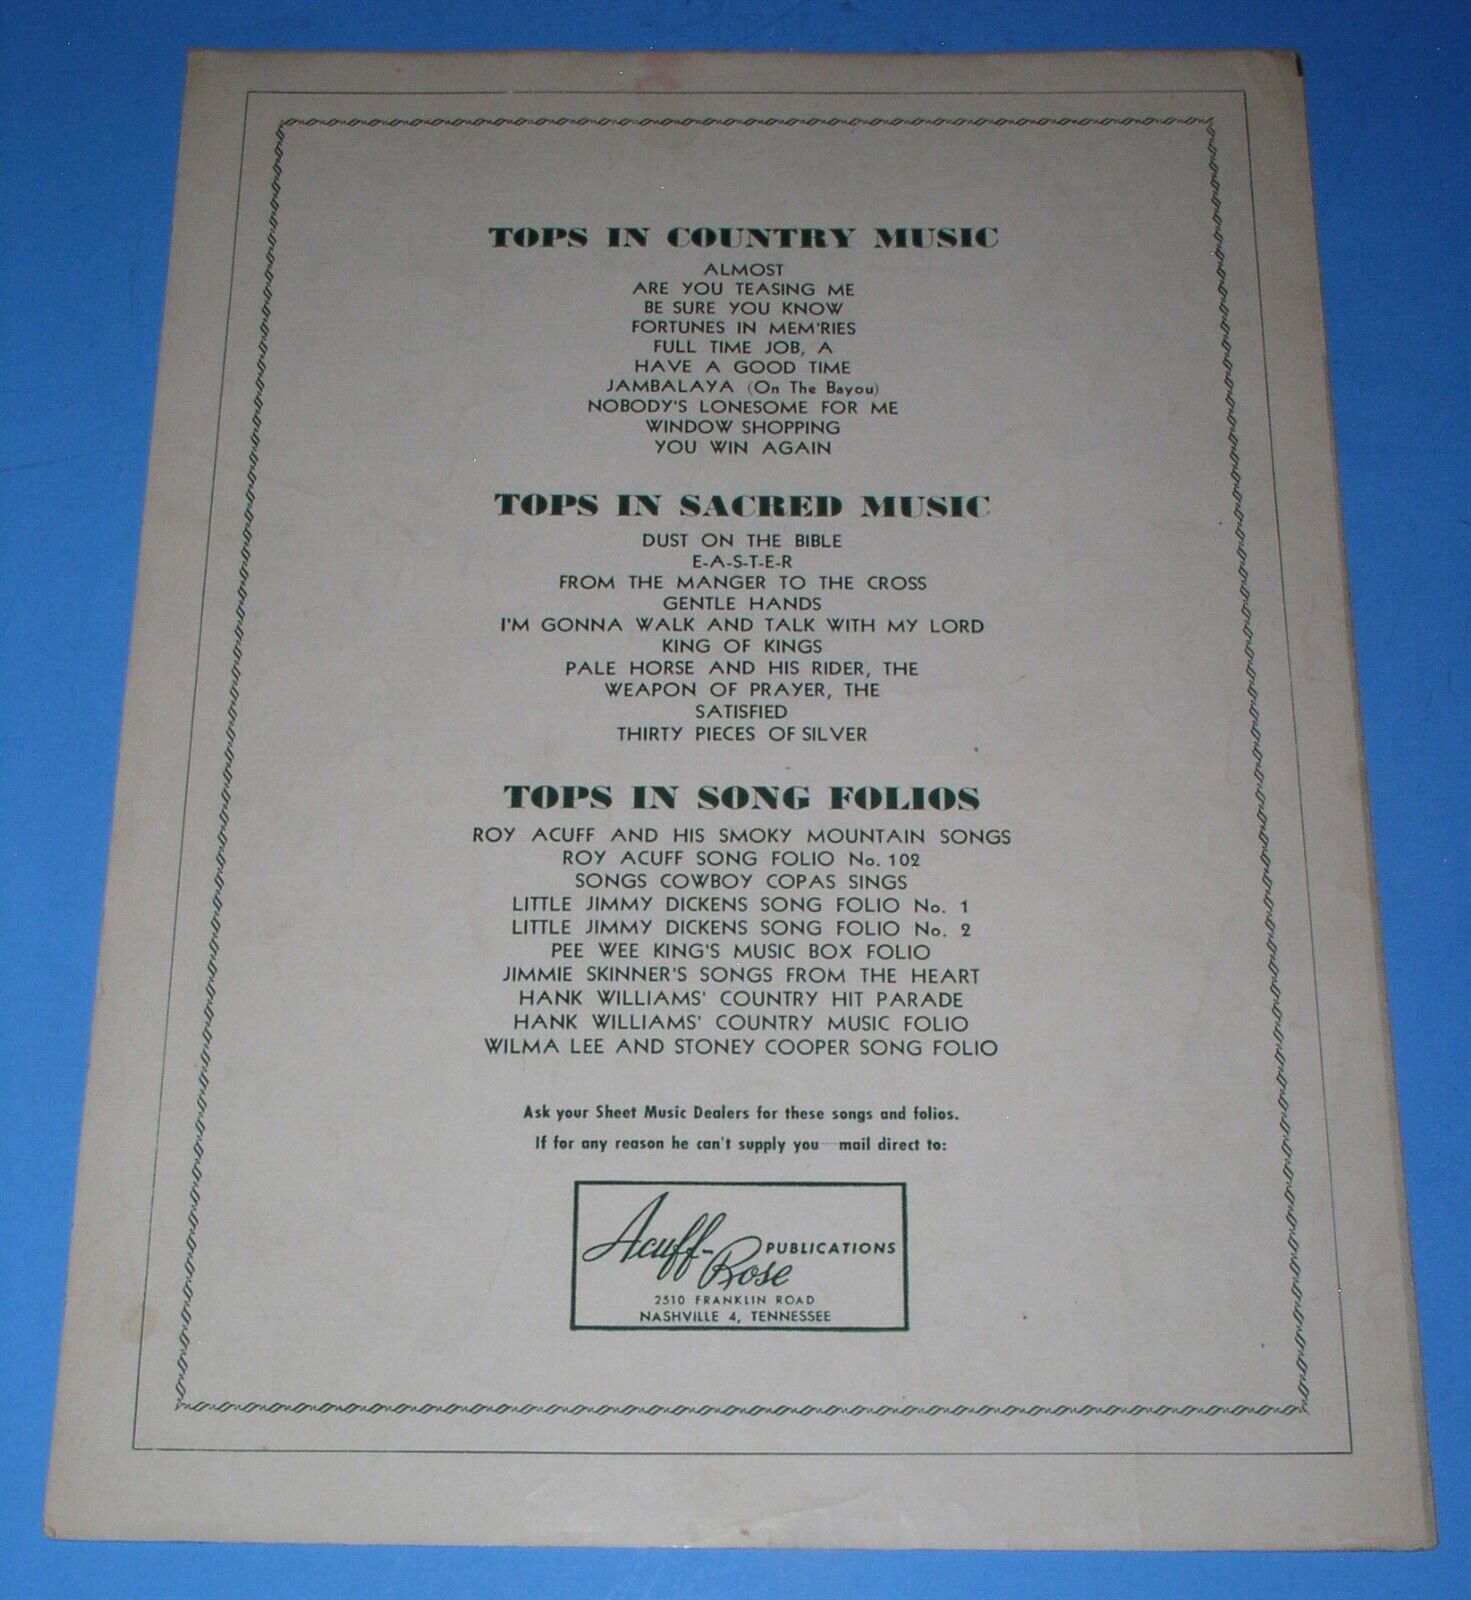 TOPS IN COUNTRY MUSIC
ALMOST
ARE YOU TEASING ME
BE SURE YOU KNOW
FORTUNES IN MEM'RIES
FULL TIME JOB, A
HAVE A GOOD TIME
JAMBALAYA (On The Bayou)
NOBODY'S LONESOME FOR ME
WINDOW SHOPPING
YOU WIN AGAIN
TOPS IN SACRED MUSIC
DUST ON THE BIBLE
E-A-S-T-E-R
FROM THE MANGER TO THE CROSS
GENTLE HANDS
I'M GONNA WALK AND TALK WITH MY LORD
KING OF KINGS
PALE HORSE AND HIS RIDER, THE
WEAPON OF PRAYER, THE
SATISFIED
THIRTY PIECES OF SILVER
TOPS IN SONG FOLIOS
ROY ACUFF AND HIS SMOKY MOUNTAIN SONGS
ROY ACUFF SONG FOLIO No. 102
SONGS COWBOY COPAS SINGS
LITTLE JIMMY DICKENS SONG FOLIO No. 1
LITTLE JIMMY DICKENS SONG FOLIO No. 2
PEE WEE KING'S MUSIC BOX FOLIO
JIMMIE SKINNER'S SONGS FROM THE HEART
HANK WILLIAMS' COUNTRY HIT PARADE
HANK WILLIAMS' COUNTRY MUSIC FOLIO
WILMA LEE AND STONEY COOPER SONG FOLIO
Ask your Sheet Music Dealers for these songs and folios.
If for any reason he can't supply you—mail direct to:
Acuff-Rose PUBLICATIONS
2510 FRANKLIN ROAD
NASHVILLE 4, TENNESSEE